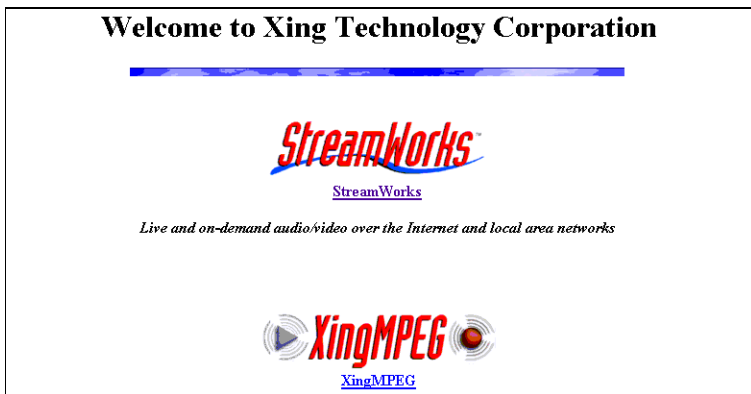 Welcome to Xing Technology Corporation
StreamWorks™
StreamWorks
Live and on-demand audio/video over the Internet and local area networks
XingMPEG
XingMPEG